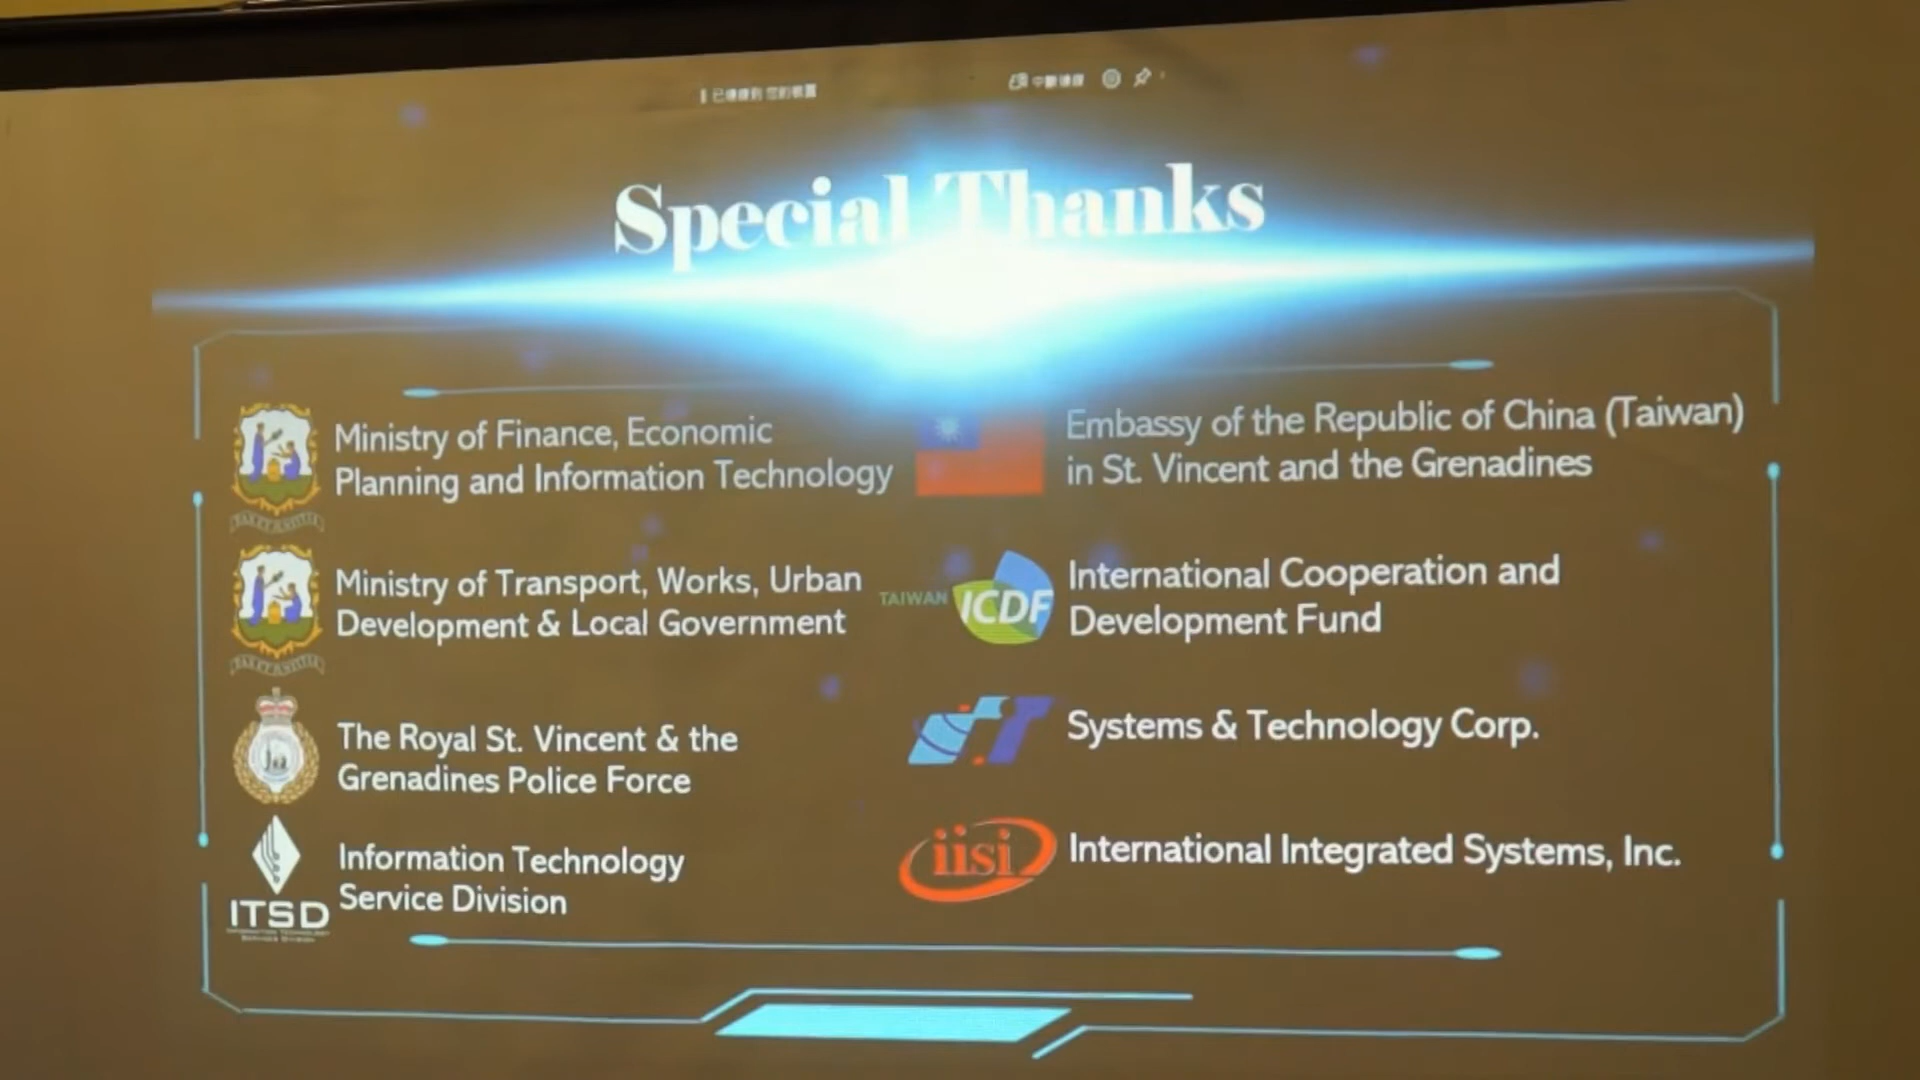 Special Thanks
Ministry of Finance, Economic
Planning and Information Technology
Embassy of the Republic of China (Taiwan)
in St. Vincent and the Grenadines
Ministry of Transport, Works, Urban
Development & Local Government
TAIWAN ICDF
International Cooperation and
Development Fund
The Royal St. Vincent & the
Grenadines Police Force
Systems & Technology Corp.
ITSD
Information Technology
Service Division
iisi
International Integrated Systems, Inc.